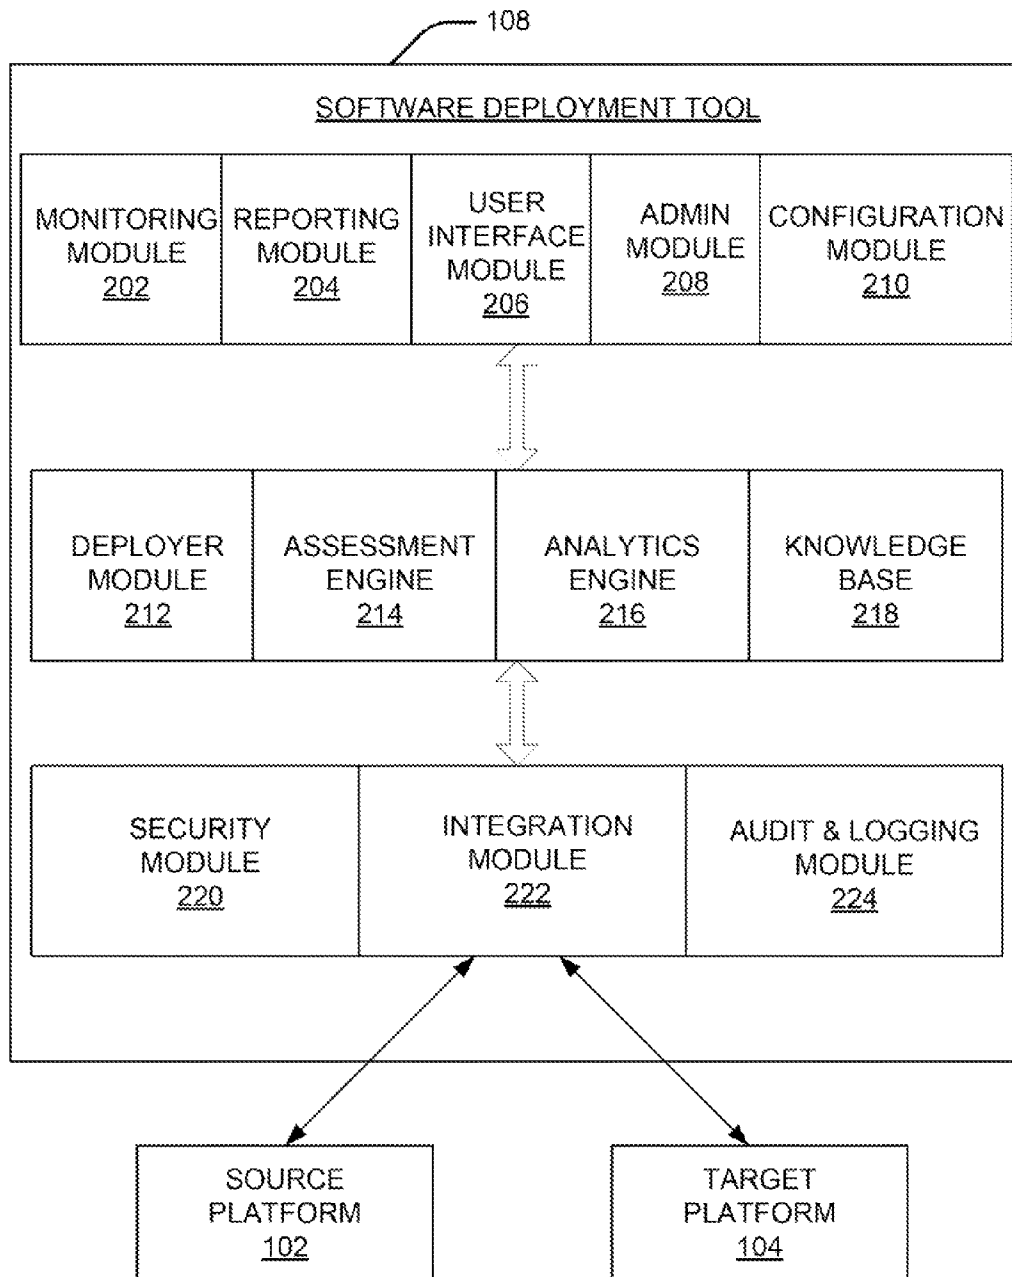 108
SOFTWARE DEPLOYMENT TOOL
MONITORING
MODULE
202
REPORTING
MODULE
204
USER
INTERFACE
MODULE
206
ADMIN
MODULE
208
CONFIGURATION
MODULE
210
DEPLOYER
MODULE
212
ASSESSMENT
ENGINE
214
ANALYTICS
ENGINE
216
KNOWLEDGE
BASE
218
SECURITY
MODULE
220
INTEGRATION
MODULE
222
AUDIT & LOGGING
MODULE
224
SOURCE
PLATFORM
102
TARGET
PLATFORM
104